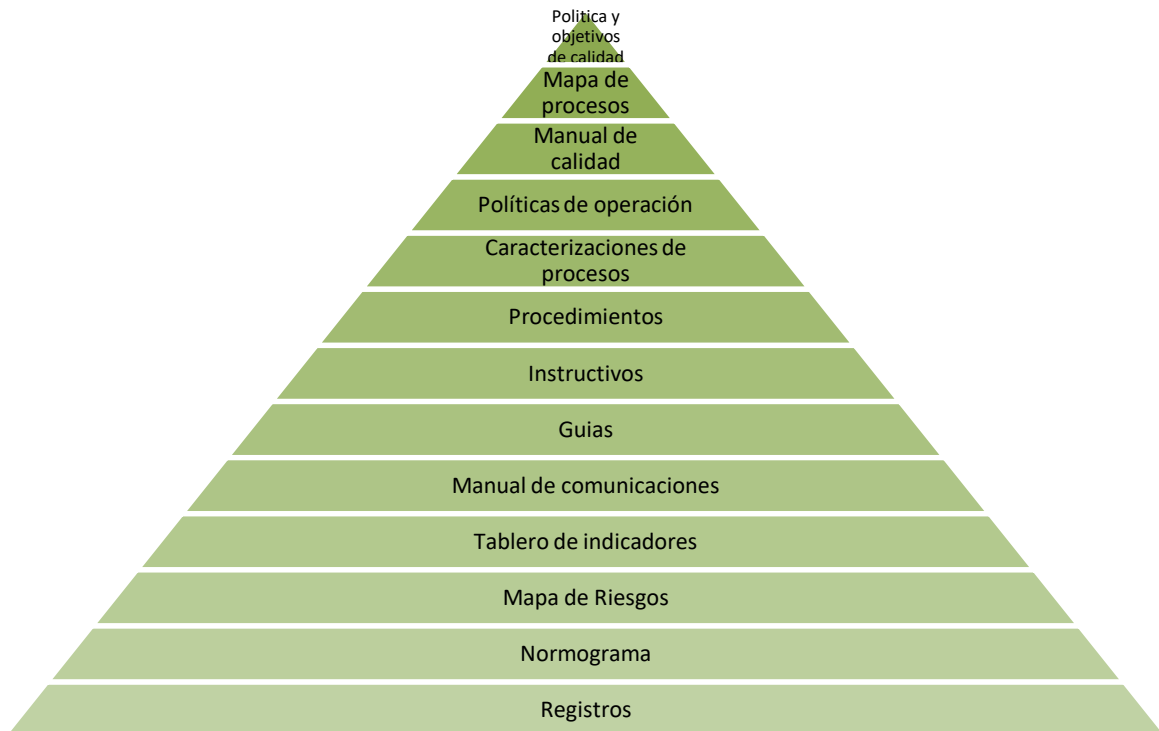 Politica y
objetivos
de calidad
Mapa de
procesos
Manual de
calidad
Políticas de operación
Caracterizaciones de
procesos
Procedimientos
Instructivos
Guias
Manual de comunicaciones
Tablero de indicadores
Mapa de Riesgos
Normograma
Registros